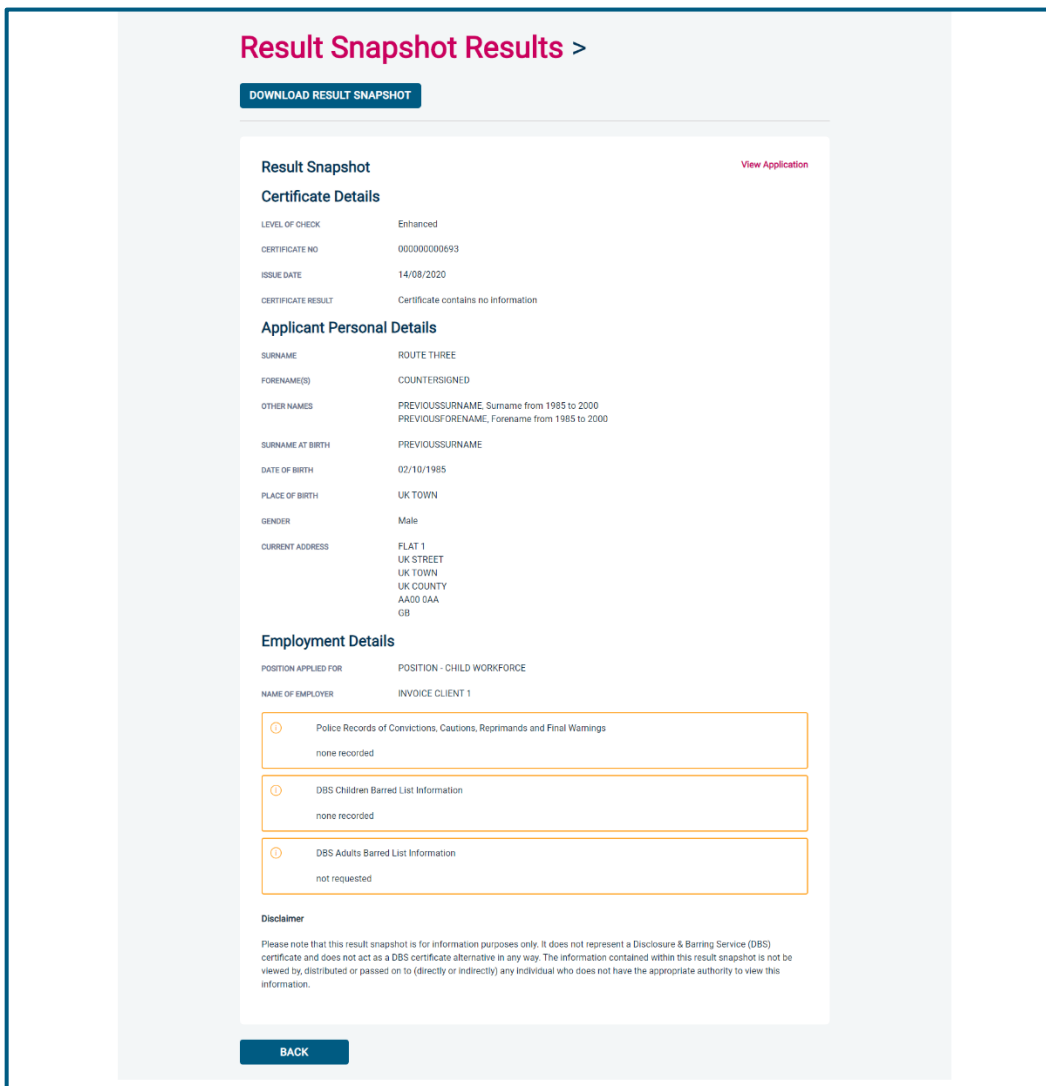 Result Snapshot Results >
DOWNLOAD RESULT SNAPSHOT
Result Snapshot
View Application
Certificate Details
LEVEL OF CHECK Enhanced
CERTIFICATE NO 000000000693
ISSUE DATE 14/08/2020
CERTIFICATE RESULT Certificate contains no information
Applicant Personal Details
SURNAME ROUTE THREE
FORENAME(S) COUNTERSIGNED
OTHER NAMES PREVIOUSSURNAME, Surname from 1985 to 2000
PREVIOUSFORENAME, Forename from 1985 to 2000
SURNAME AT BIRTH PREVIOUSSURNAME
DATE OF BIRTH 02/10/1985
PLACE OF BIRTH UK TOWN
GENDER Male
CURRENT ADDRESS FLAT 1
UK STREET
UK TOWN
UK COUNTY
AA00 0AA
GB
Employment Details
POSITION APPLIED FOR POSITION - CHILD WORKFORCE
NAME OF EMPLOYER INVOICE CLIENT 1
Police Records of Convictions, Cautions, Reprimands and Final Warnings
none recorded
DBS Children Barred List Information
none recorded
DBS Adults Barred List Information
not requested
Disclaimer
Please note that this result snapshot is for information purposes only. It does not represent a Disclosure & Barring Service (DBS)
certificate and does not act as a DBS certificate alternative in any way. The information contained within this result snapshot is not be
viewed by, distributed or passed on to (directly or indirectly) any individual who does not have the appropriate authority to view this
information.
BACK